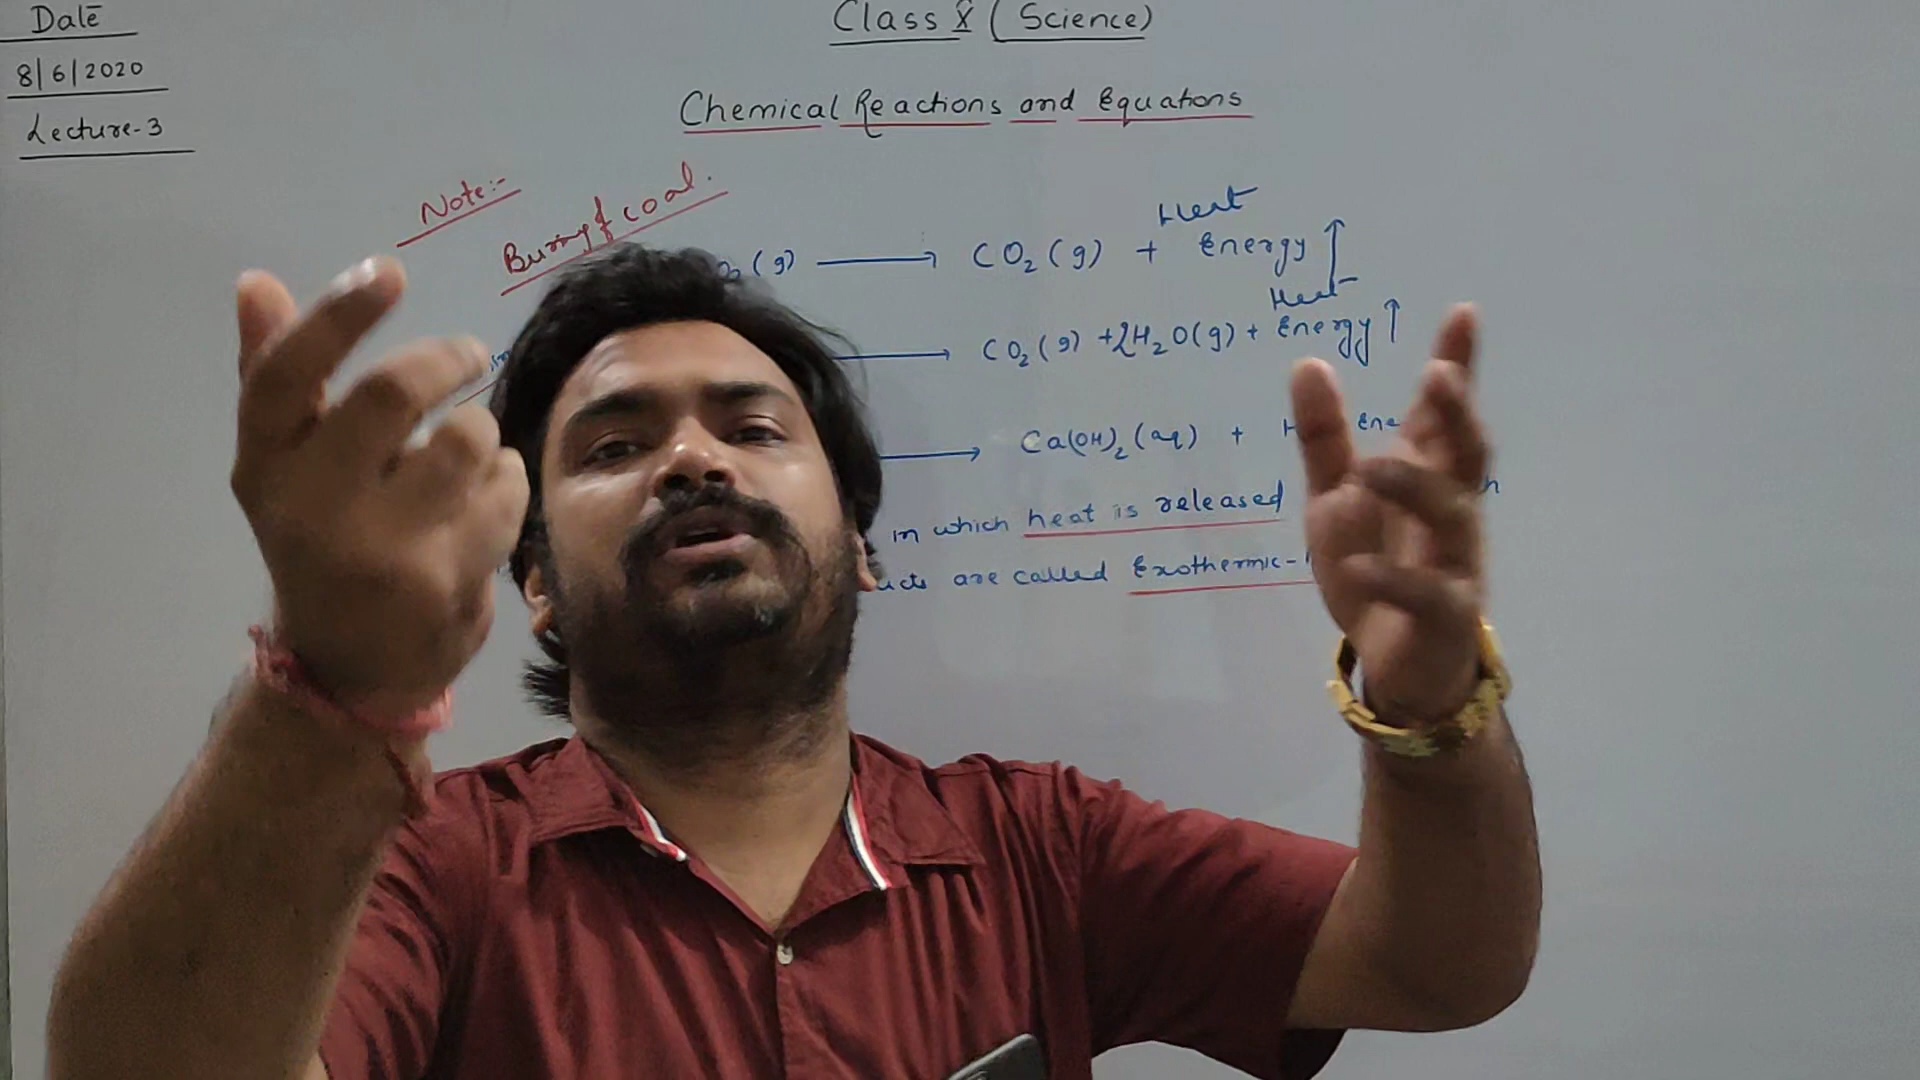 Date
8/6/2020
Lecture-3
Class X (Science)
Chemical Reactions and Equations
Note:-
Burning of coal.
O₂(g) ⟶ CO₂(g) + Heat Energy ↑
⟶ CO₂(g) + 2H₂O(g) + Heat Energy ↑
⟶ Ca(OH)₂(aq) + H Ene
in which heat is released
ucts are called Exothermic-